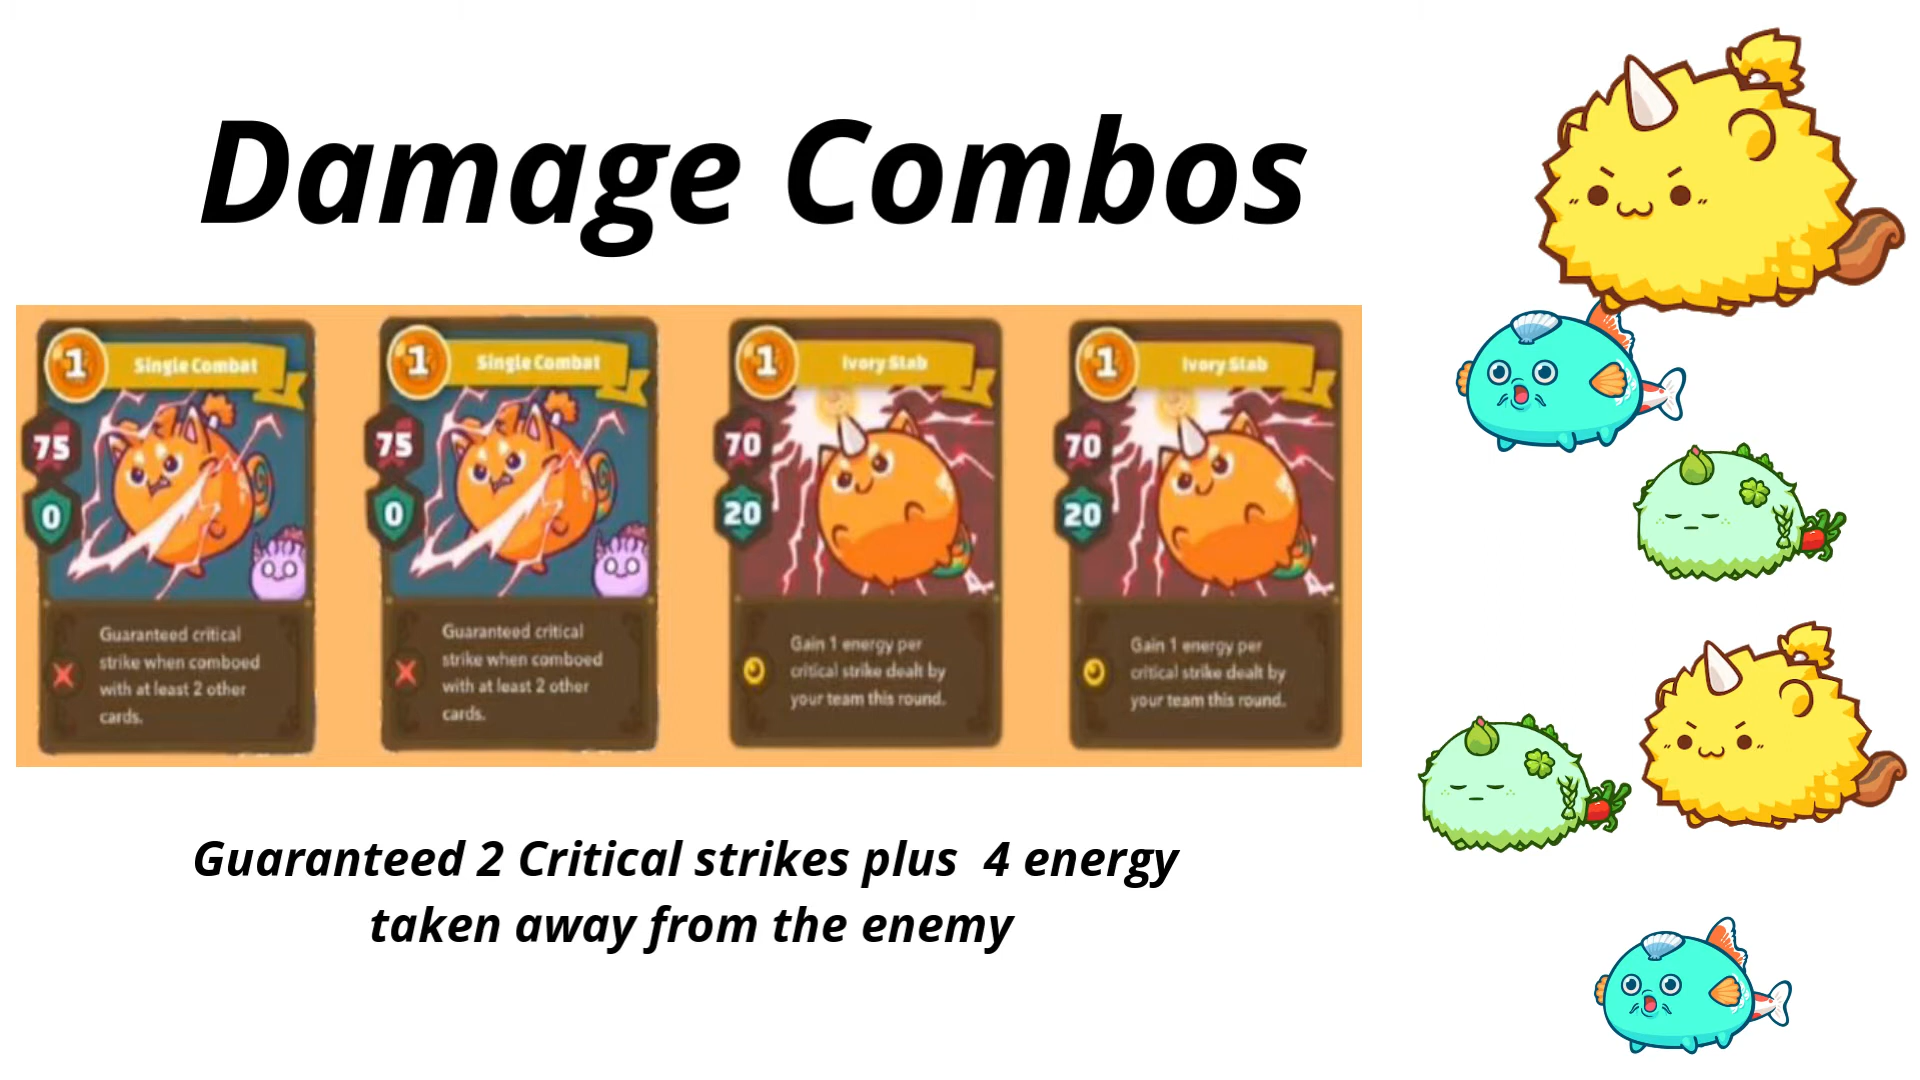 Damage Combos
1 Single Combat
75
0
Guaranteed critical
strike when comboed
with at least 2 other
cards.
1 Single Combat
75
0
Guaranteed critical
strike when comboed
with at least 2 other
cards.
1 Ivory Stab
70
20
Gain 1 energy per
critical strike dealt by
your team this round.
1 Ivory Stab
70
20
Gain 1 energy per
critical strike dealt by
your team this round.
Guaranteed 2 Critical strikes plus 4 energy
taken away from the enemy